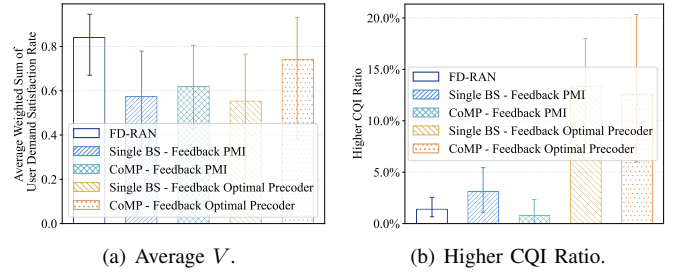 Average Weighted Sum of
User Demand Satisfaction Rate
0.8
0.6
0.4
0.2
0.0
FD-RAN
Single BS - Feedback PMI
CoMP - Feedback PMI
Single BS - Feedback Optimal Precoder
CoMP - Feedback Optimal Precoder
(a) Average V.
Higher CQI Ratio
20.0%
15.0%
10.0%
5.0%
0.0%
FD-RAN
Single BS - Feedback PMI
CoMP - Feedback PMI
Single BS - Feedback Optimal Precoder
CoMP - Feedback Optimal Precoder
(b) Higher CQI Ratio.